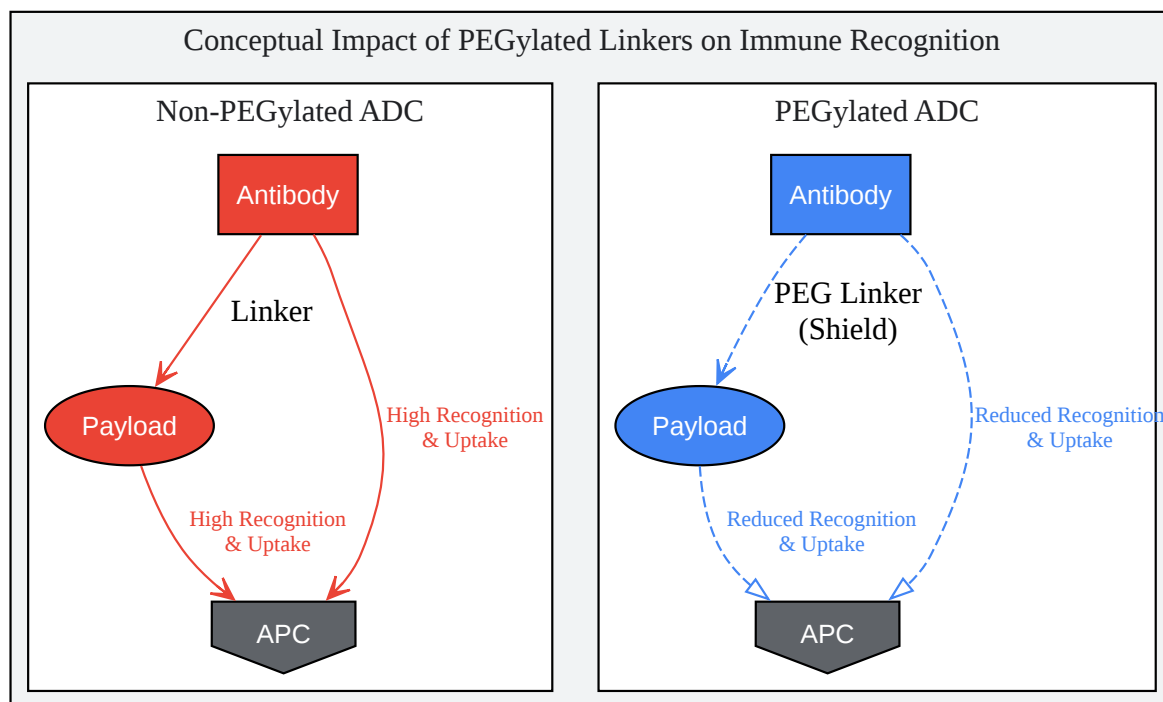 Conceptual Impact of PEGylated Linkers on Immune Recognition
Non-PEGylated ADC
Antibody
Linker
Payload
High Recognition
& Uptake
High Recognition
& Uptake
APC
PEGylated ADC
Antibody
PEG Linker
(Shield)
Payload
Reduced Recognition
& Uptake
Reduced Recognition
& Uptake
APC